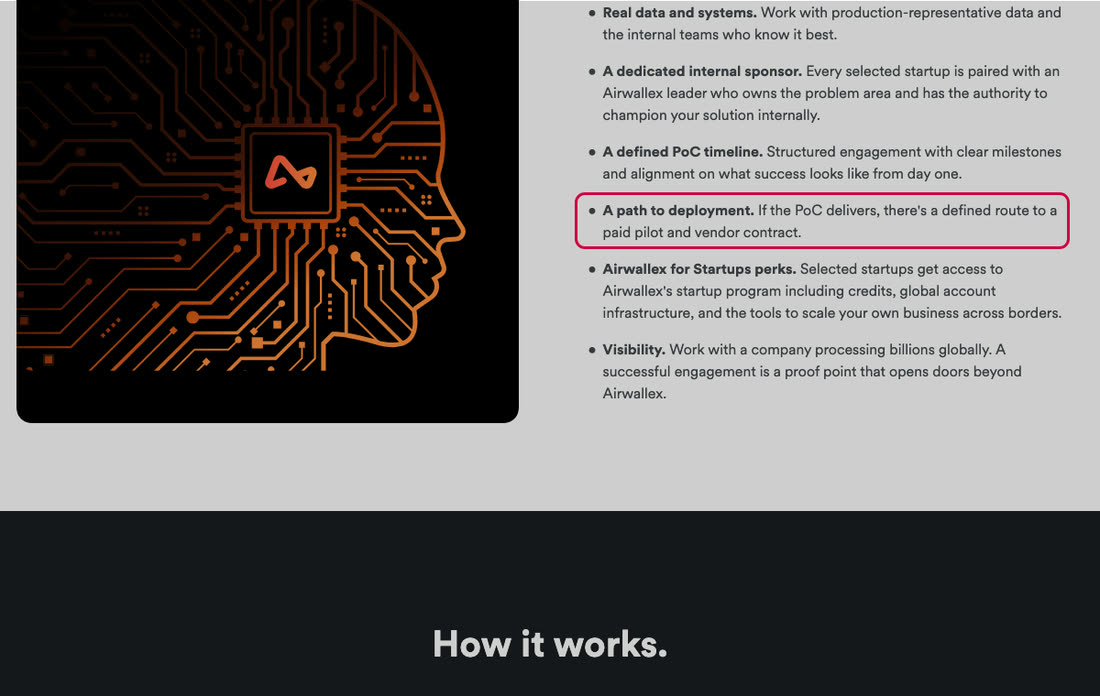 • Real data and systems. Work with production-representative data and
the internal teams who know it best.
• A dedicated internal sponsor. Every selected startup is paired with an
Airwallex leader who owns the problem area and has the authority to
champion your solution internally.
• A defined PoC timeline. Structured engagement with clear milestones
and alignment on what success looks like from day one.
• A path to deployment. If the PoC delivers, there's a defined route to a
paid pilot and vendor contract.
• Airwallex for Startups perks. Selected startups get access to
Airwallex's startup program including credits, global account
infrastructure, and the tools to scale your own business across borders.
• Visibility. Work with a company processing billions globally. A
successful engagement is a proof point that opens doors beyond
Airwallex.
How it works.